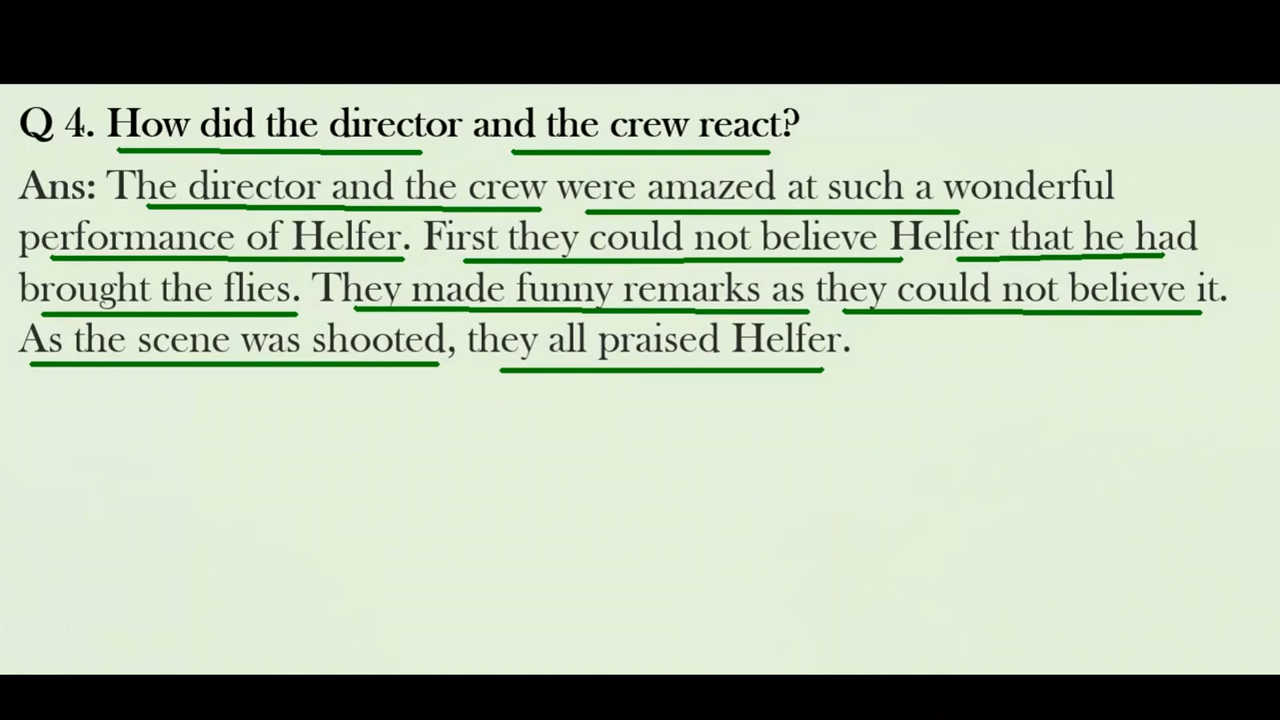 Q 4. How did the director and the crew react?
Ans: The director and the crew were amazed at such a wonderful
performance of Helfer. First they could not believe Helfer that he had
brought the flies. They made funny remarks as they could not believe it.
As the scene was shooted, they all praised Helfer.